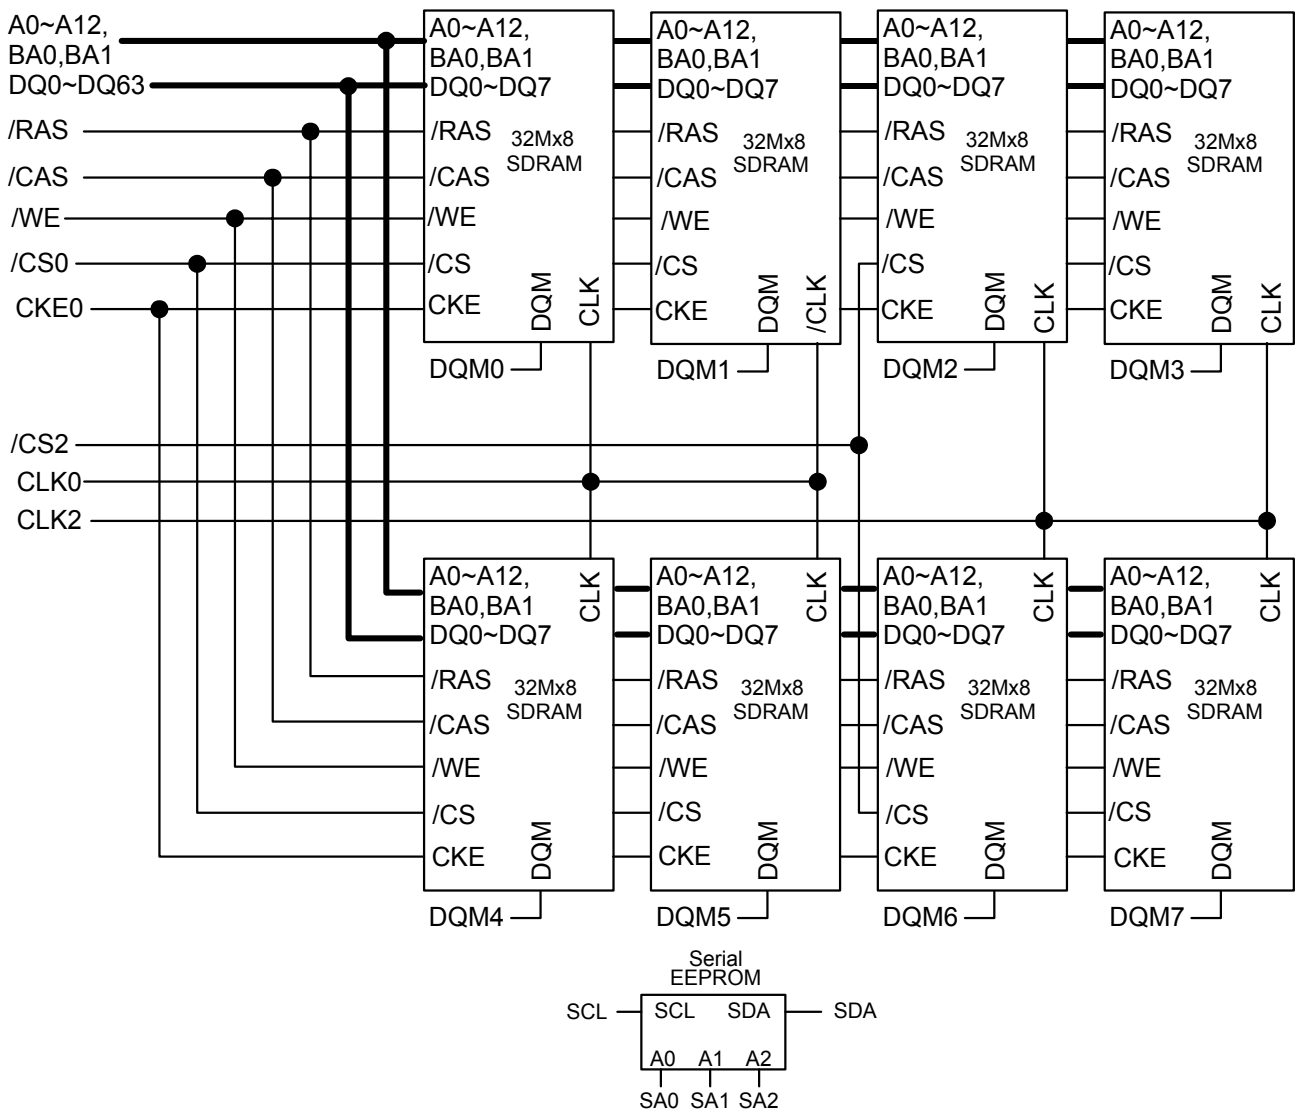 A0~A12,
BA0,BA1
DQ0~DQ63
/RAS
/CAS
/WE
/CS0
CKE0
/CS2
CLK0
CLK2
A0~A12,
BA0,BA1
DQ0~DQ7
/RAS
32Mx8
SDRAM
/CAS
/WE
/CS
CKE
DQM
CLK
DQM0
A0~A12,
BA0,BA1
DQ0~DQ7
/RAS
32Mx8
SDRAM
/CAS
/WE
/CS
CKE
DQM
/CLK
DQM1
A0~A12,
BA0,BA1
DQ0~DQ7
/RAS
32Mx8
SDRAM
/CAS
/WE
/CS
CKE
DQM
CLK
DQM2
A0~A12,
BA0,BA1
DQ0~DQ7
/RAS
32Mx8
SDRAM
/CAS
/WE
/CS
CKE
DQM
CLK
DQM3
A0~A12,
BA0,BA1
CLK
DQ0~DQ7
/RAS
32Mx8
SDRAM
/CAS
/WE
/CS
CKE
DQM
DQM4
A0~A12,
BA0,BA1
CLK
DQ0~DQ7
/RAS
32Mx8
SDRAM
/CAS
/WE
/CS
CKE
DQM
DQM5
A0~A12,
BA0,BA1
CLK
DQ0~DQ7
/RAS
32Mx8
SDRAM
/CAS
/WE
/CS
CKE
DQM
DQM6
A0~A12,
BA0,BA1
CLK
DQ0~DQ7
/RAS
32Mx8
SDRAM
/CAS
/WE
/CS
CKE
DQM
DQM7
Serial
EEPROM
SCL SCL SDA SDA
A0 A1 A2
SA0 SA1 SA2